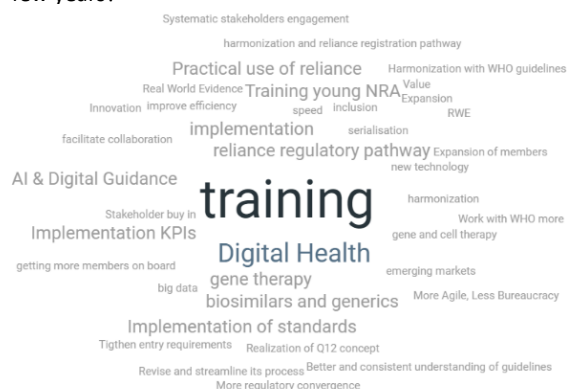 few years?
Systematic stakeholders engagement
harmonization and reliance registration pathway
Practical use of reliance
Harmonization with WHO guidelines
Real World Evidence
Training young NRA
Value
Expansion
Innovation
improve efficiency
speed
inclusion
RWE
implementation
serialisation
facilitate collaboration
reliance regulatory pathway
Expansion of members
new technology
AI & Digital Guidance
training
harmonization
Stakeholder buy in
Work with WHO more
Implementation KPIs
gene and cell therapy
Digital Health
getting more members on board
emerging markets
gene therapy
big data
biosimilars and generics
More Agile, Less Bureaucracy
Implementation of standards
Tigthen entry requirements
Realization of Q12 concept
Revise and streamline its process
Better and consistent understanding of guidelines
More regulatory convergence